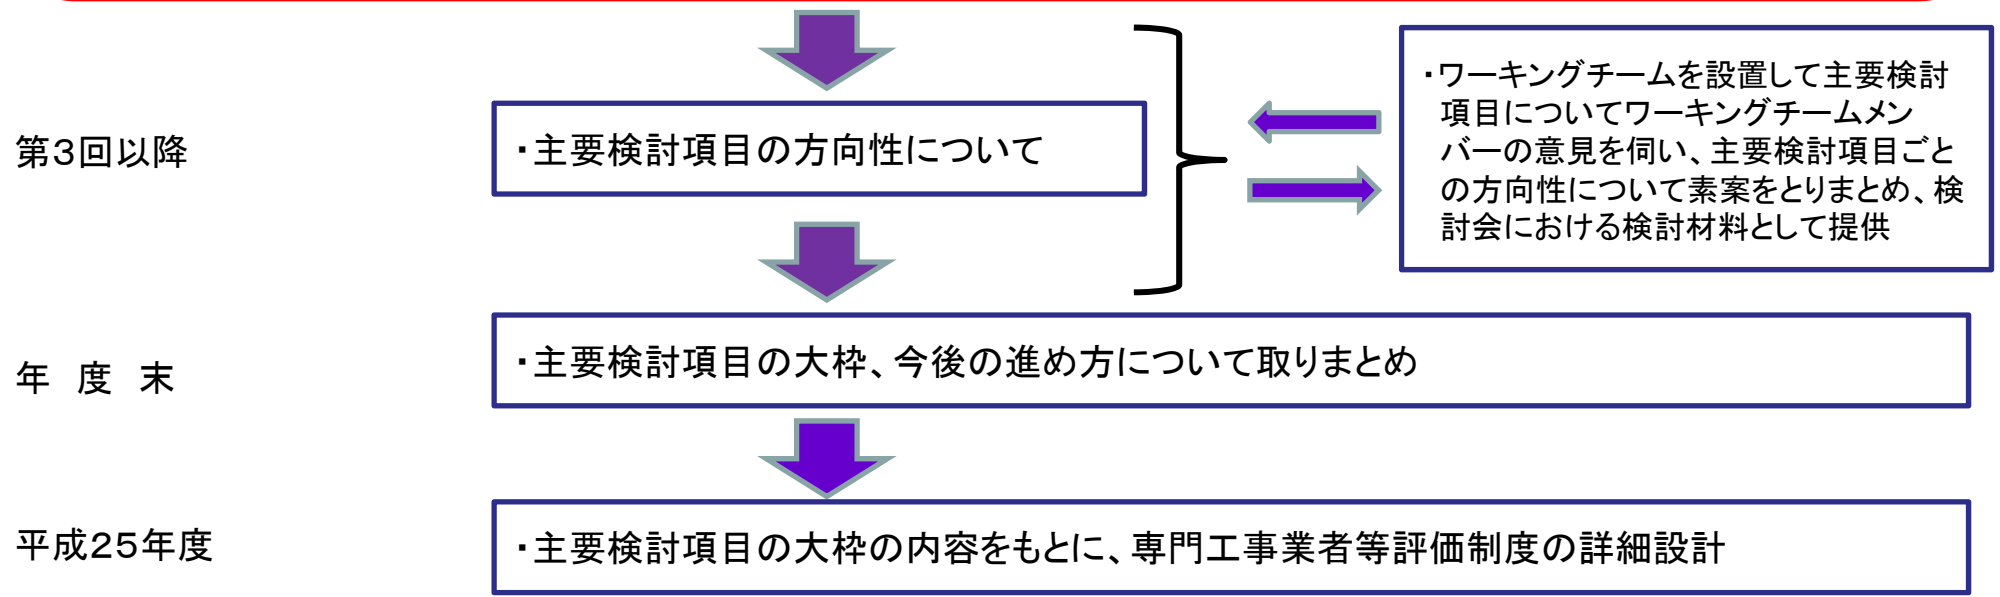 第3回以降
・主要検討項目の方向性について
・ワーキングチームを設置して主要検討
項目についてワーキングチームメン
バーの意見を伺い、主要検討項目ごと
の方向性について素案をとりまとめ、検
討会における検討材料として提供
年　度　末
・主要検討項目の大枠、今後の進め方について取りまとめ
平成25年度
・主要検討項目の大枠の内容をもとに、専門工事業者等評価制度の詳細設計